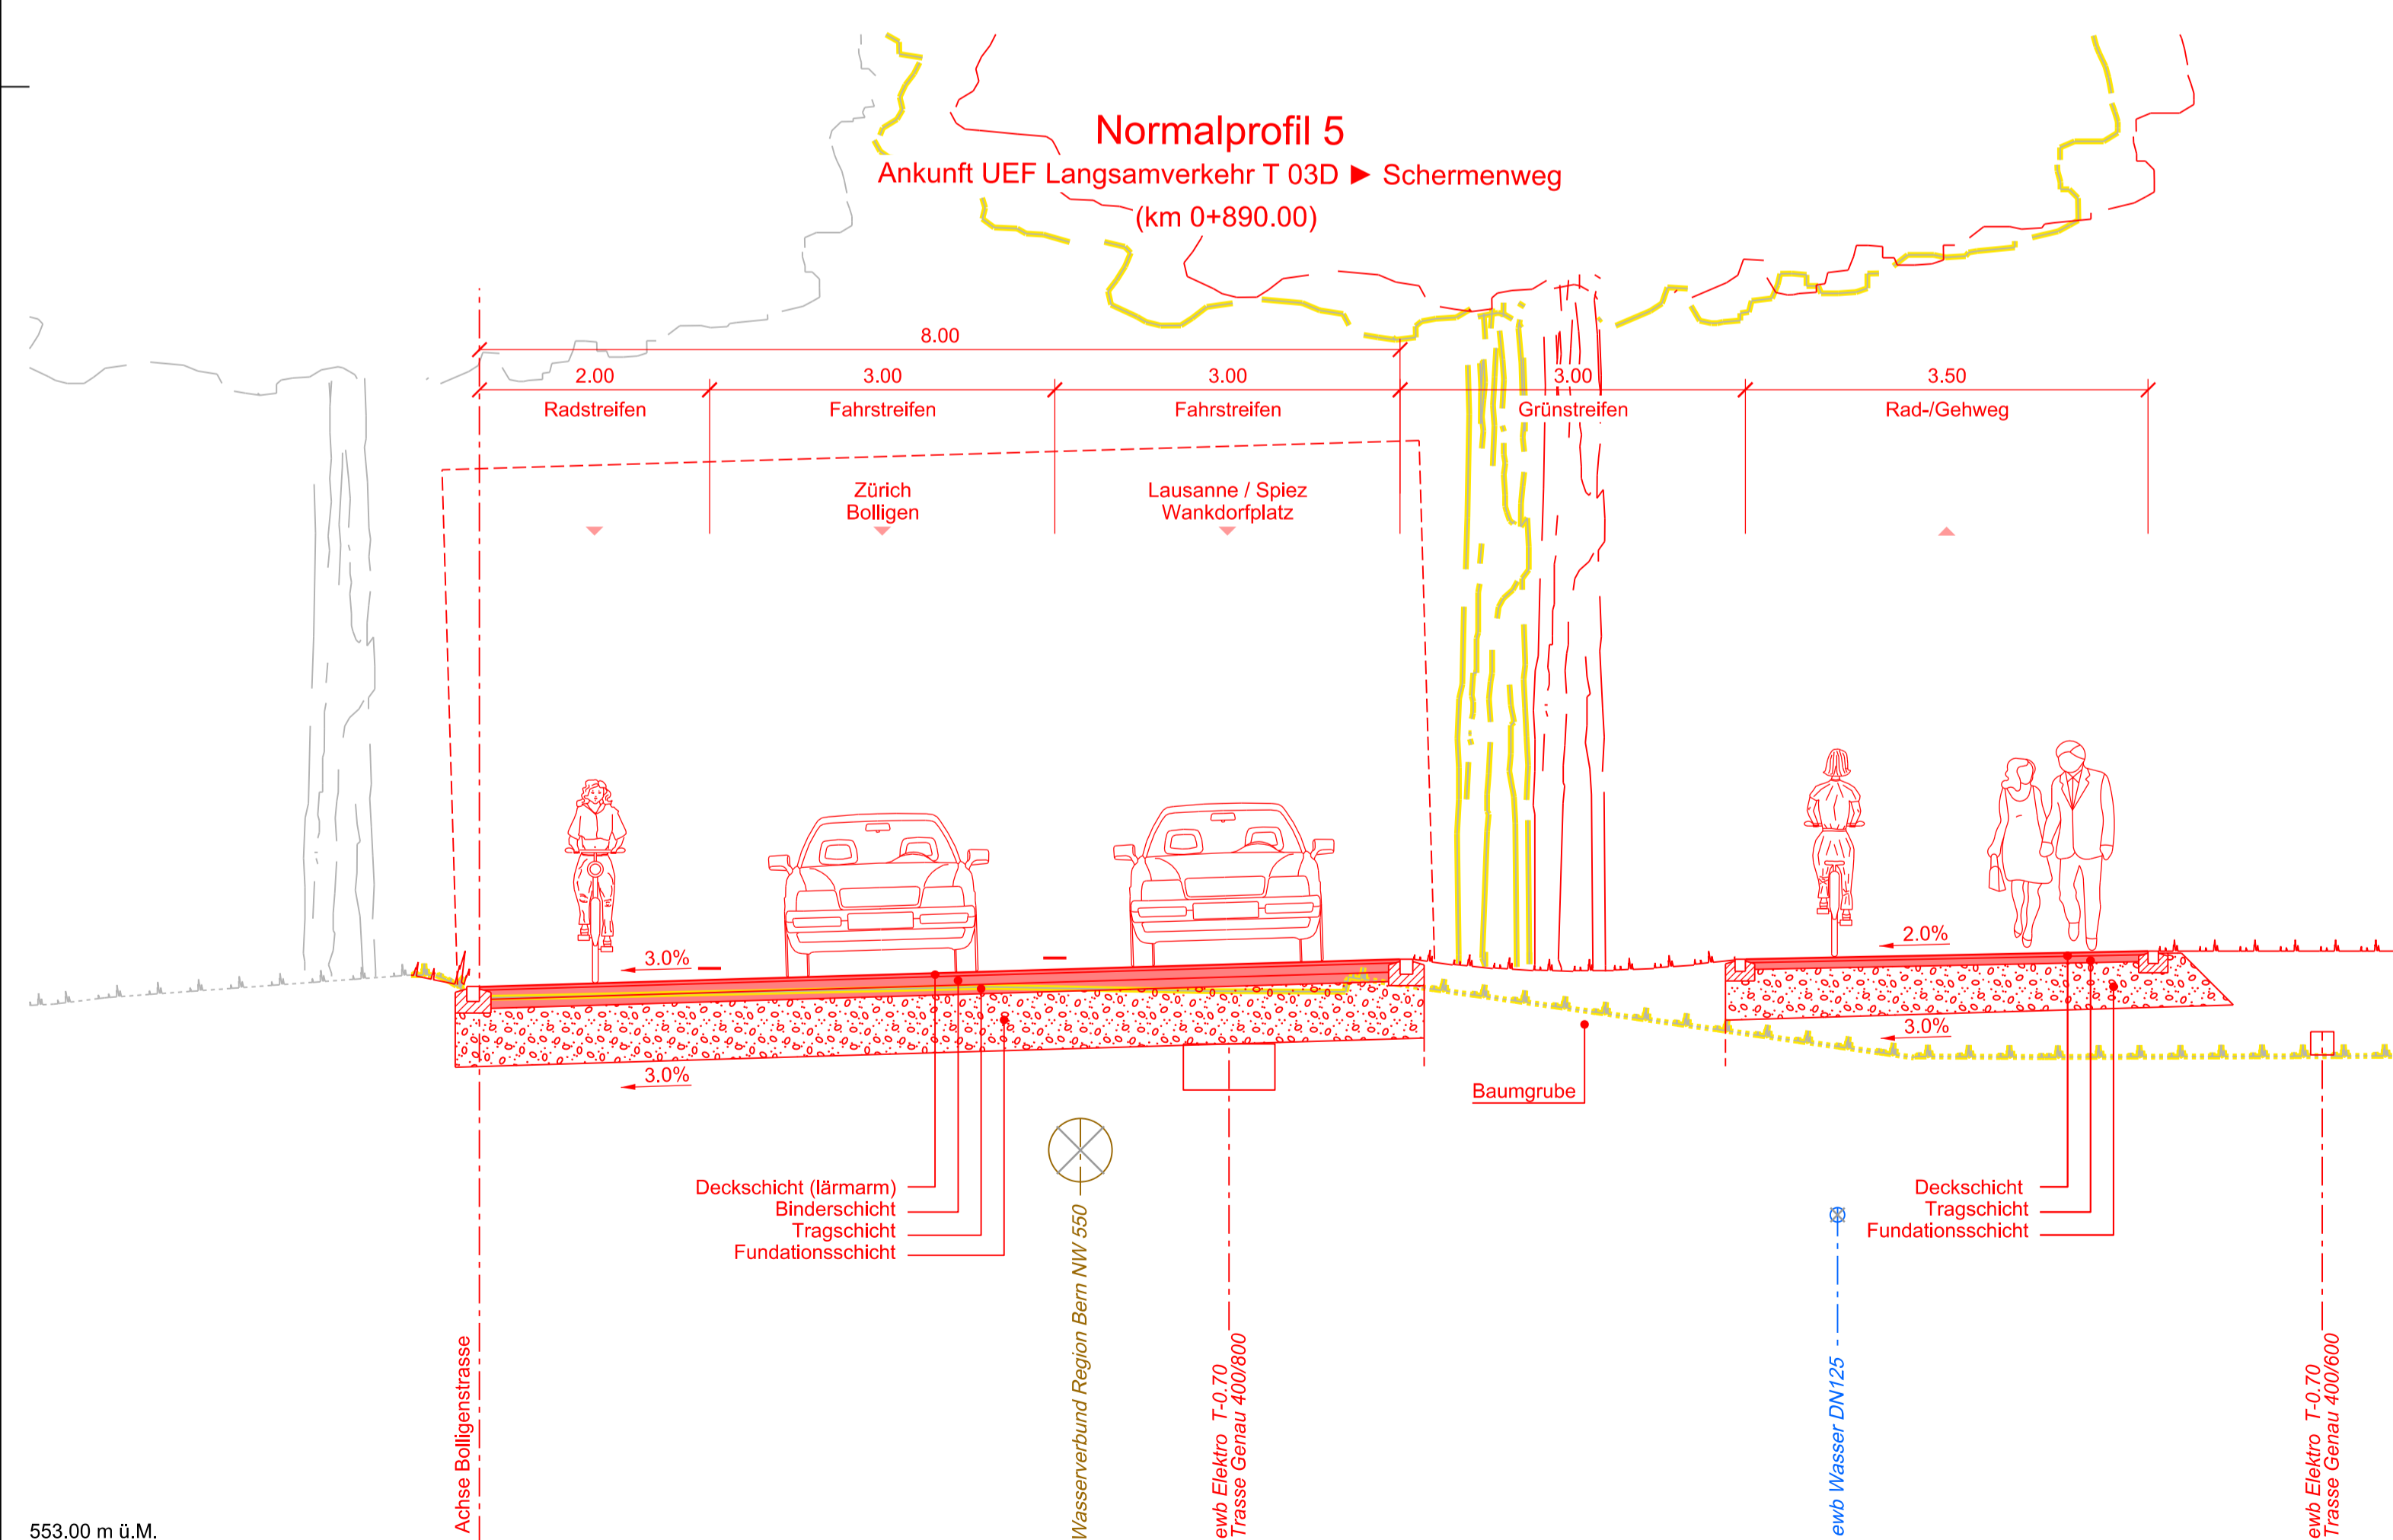 Normalprofil 5
Ankunft UEF Langsamverkehr T 03D ► Schermenweg
(km 0+890.00)
8.00
2.00
3.00
3.00
3.00
3.50
Radstreifen
Fahrstreifen
Fahrstreifen
Grünstreifen
Rad-/Gehweg
Zürich
Bolligen
Lausanne / Spiez
Wankdorfplatz
3.0%
2.0%
3.0%
3.0%
Baumgrube
Deckschicht (lärmarm)
Binderschicht
Tragschicht
Fundationsschicht
Deckschicht
Tragschicht
Fundationsschicht
Achse Bolligenstrasse
Wasserverbund Region Bern NW 550
ewb Elektro T-0.70
Trasse Genau 400/800
ewb Wasser DN125
ewb Elektro T-0.70
Trasse Genau 400/600
553.00 m ü.M.